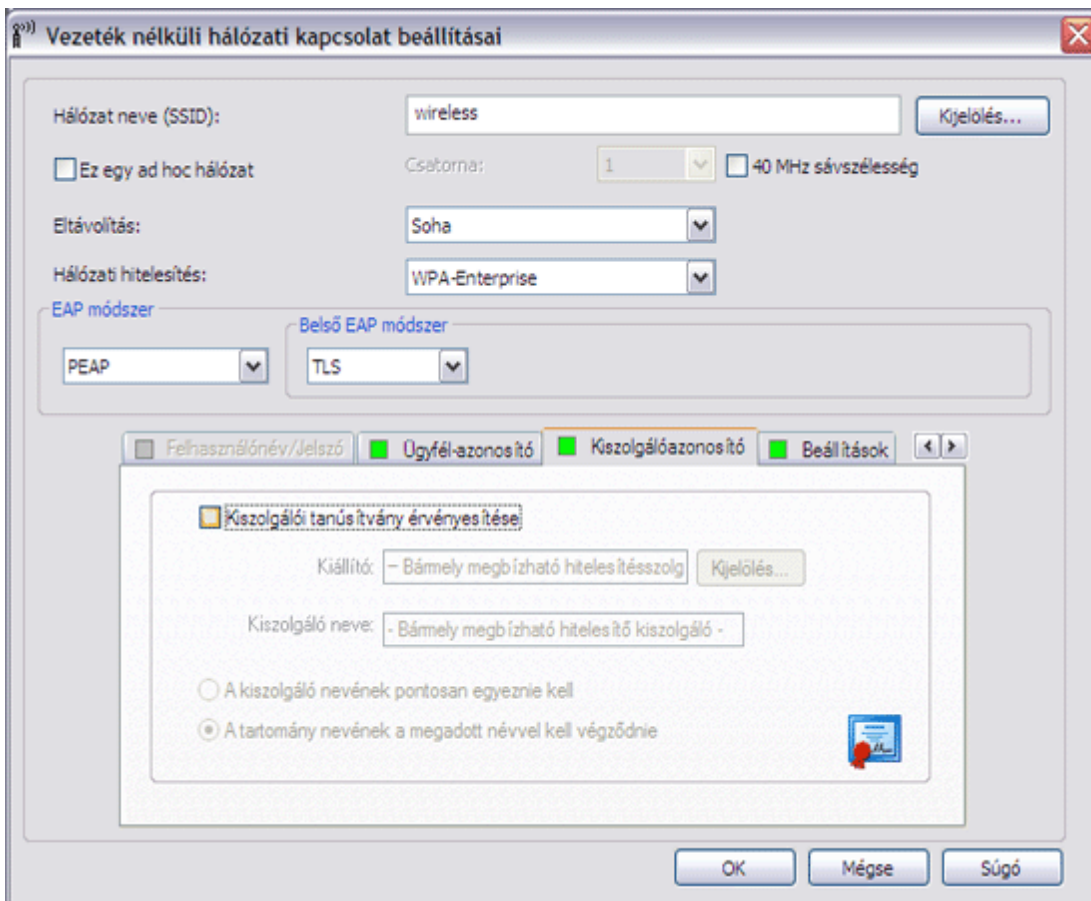 Vezeték nélküli hálózati kapcsolat beállításai
Hálózat neve (SSID): wireless Kijelölés...
Ez egy ad hoc hálózat Csatorna: 1 40 MHz sávszélesség
Eltávolítás: Soha
Hálózati hitelesítés: WPA-Enterprise
EAP módszer
Belső EAP módszer
PEAP TLS
Felhasználónév/Jelszó Ügyfél-azonosító Kiszolgálóazonosító Beállítások
Kiszolgálói tanúsítvány érvényesítése
Kiállító: – Bármely megbízható hitelesítésszolg Kijelölés...
Kiszolgáló neve: - Bármely megbízható hitelesítő kiszolgáló -
A kiszolgáló nevének pontosan egyeznie kell
A tartomány nevének a megadott névvel kell végződnie
OK Mégse Súgó